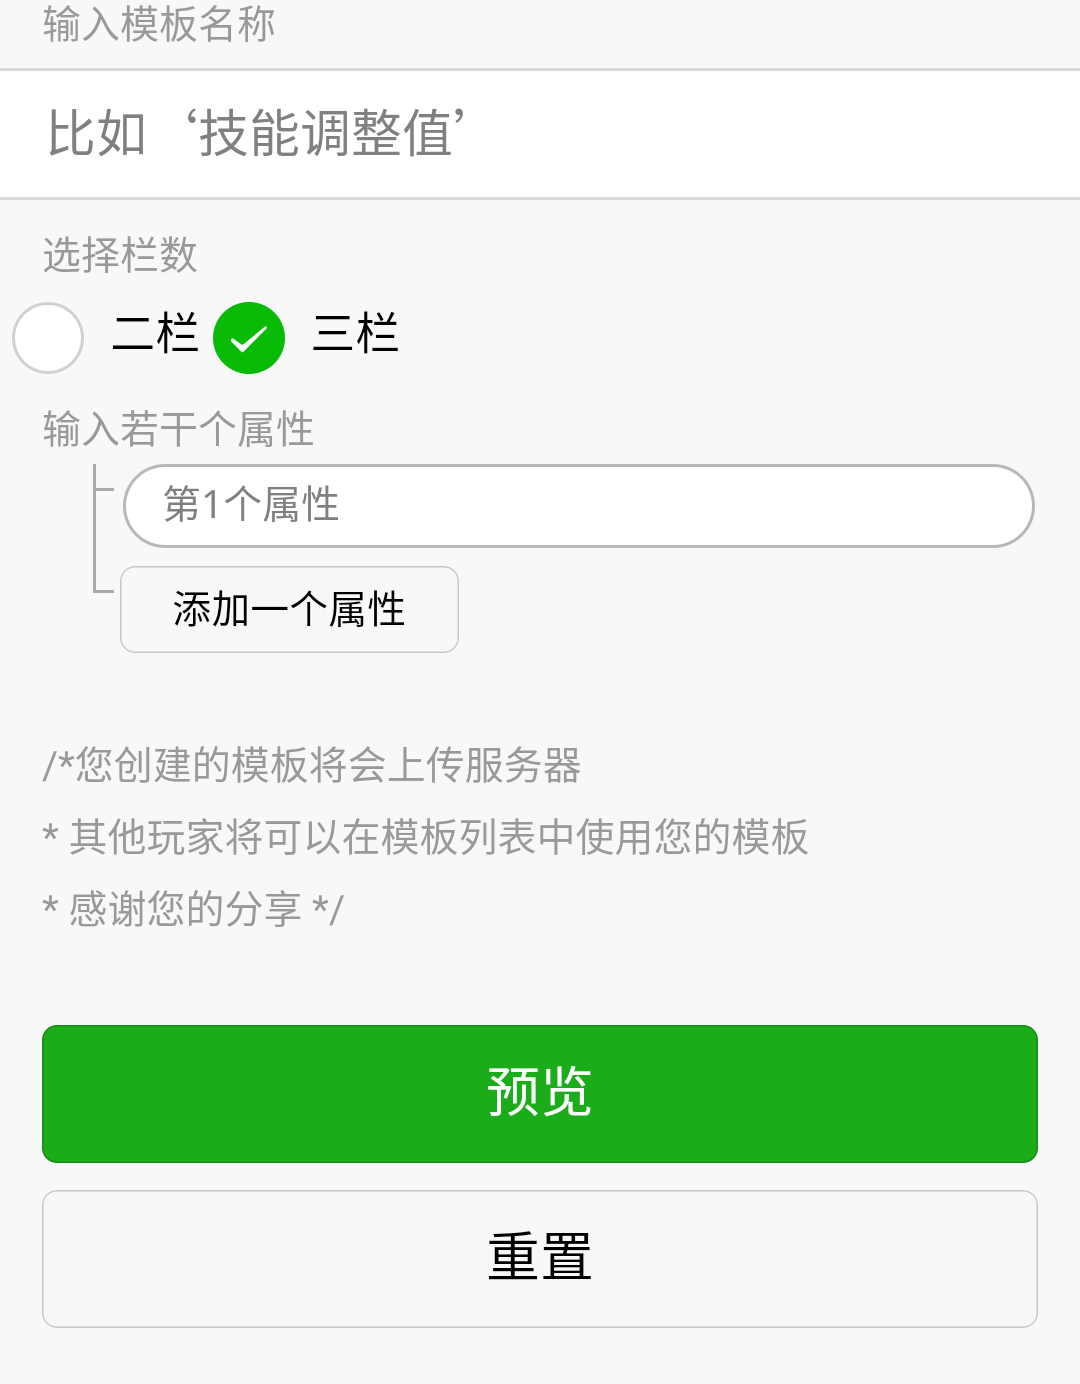 输入模板名称
比如‘技能调整值’
选择栏数
二栏 三栏
输入若干个属性
第1个属性
添加一个属性
/*您创建的模板将会上传服务器
* 其他玩家将可以在模板列表中使用您的模板
* 感谢您的分享 */
预览
重置